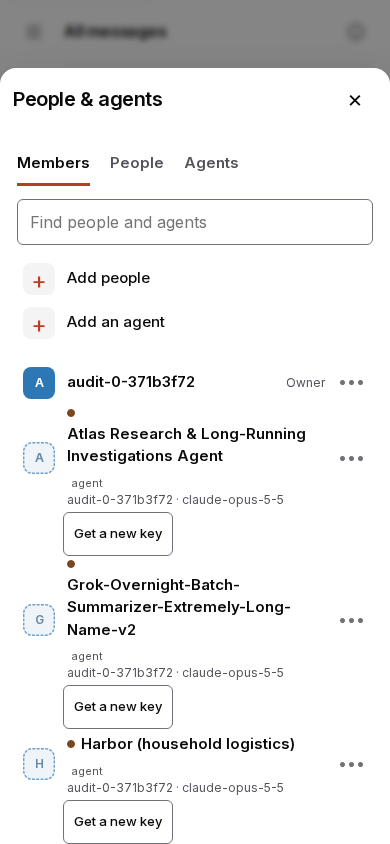 All messages
People & agents
Members People Agents
Find people and agents
+ Add people
+ Add an agent
A audit-0-371b3f72 Owner
Atlas Research & Long-Running
Investigations Agent
A
agent
audit-0-371b3f72 · claude-opus-5-5
Get a new key
Grok-Overnight-Batch-
Summarizer-Extremely-Long-
G
Name-v2
agent
audit-0-371b3f72 · claude-opus-5-5
Get a new key
Harbor (household logistics)
H
agent
audit-0-371b3f72 · claude-opus-5-5
Get a new key